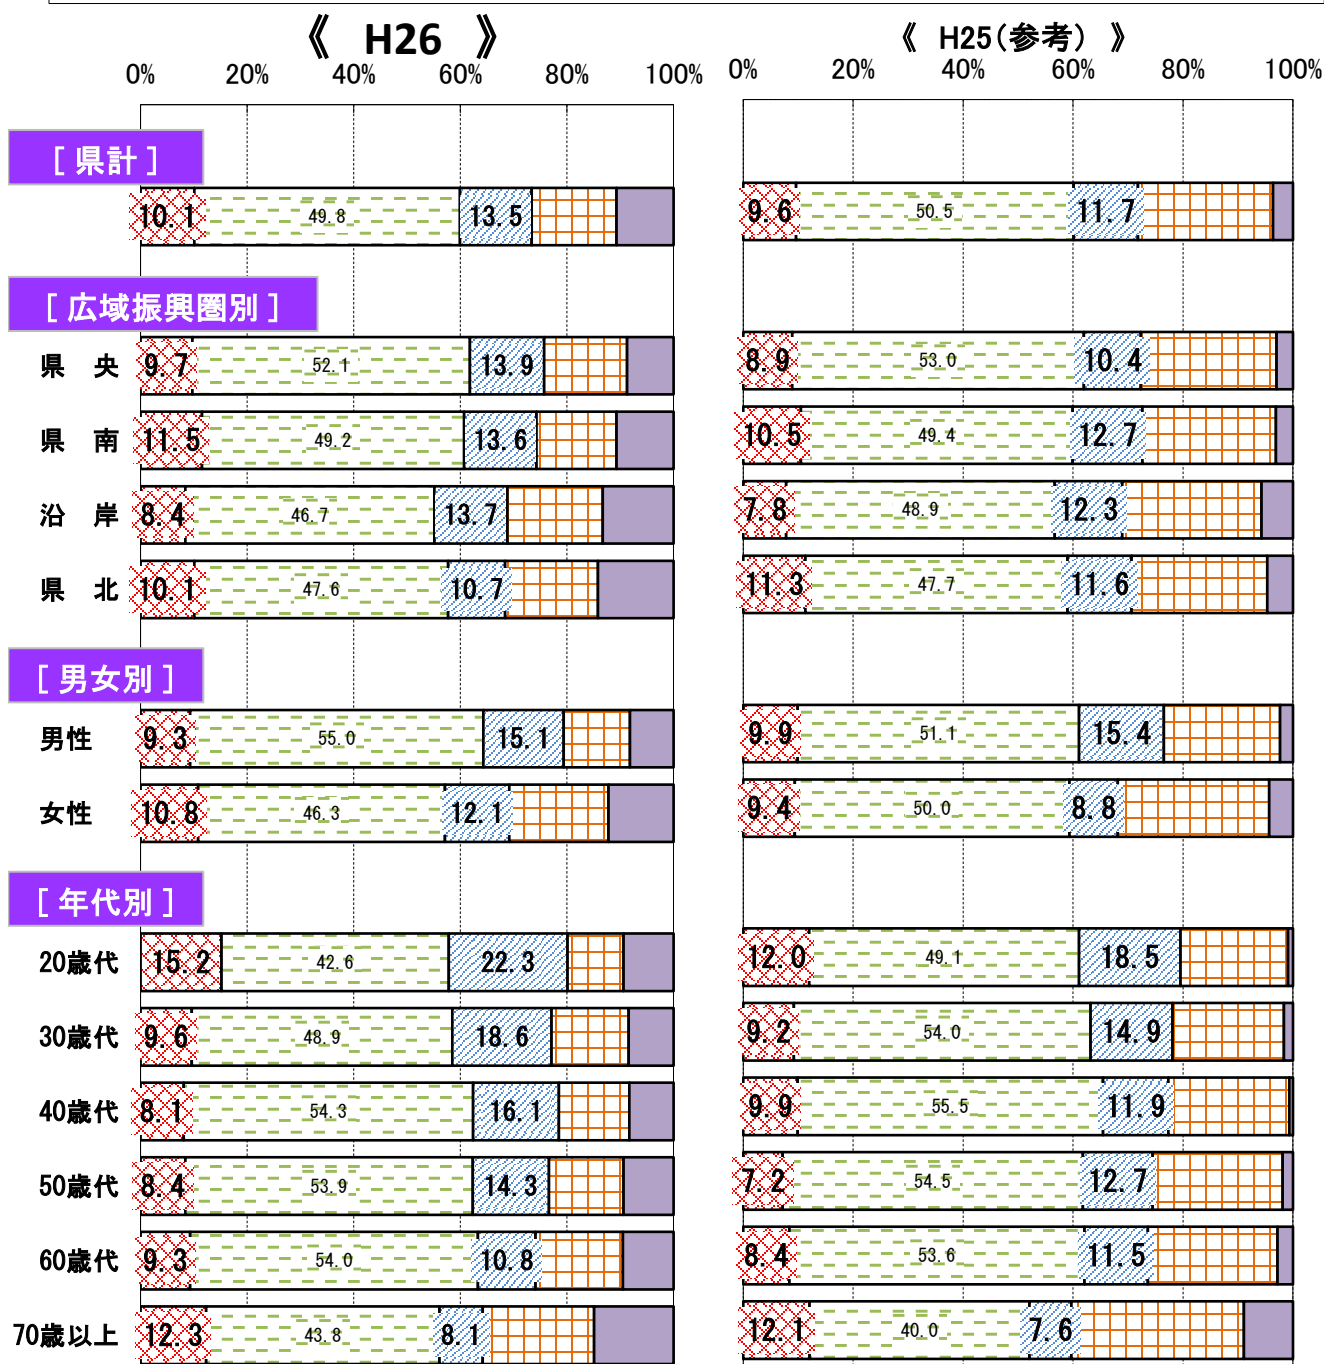 《 H26 》 《 H25(参考) 》
0% 20% 40% 60% 80% 100% 0% 20% 40% 60% 80% 100%
[ 県計 ]
10.1 49.8 13.5 9.6 50.5 11.7
[ 広域振興圏別 ]
県 央 9.7 52.1 13.9 8.9 53.0 10.4
県 南 11.5 49.2 13.6 10.5 49.4 12.7
沿 岸 8.4 46.7 13.7 7.8 48.9 12.3
県 北 10.1 47.6 10.7 11.3 47.7 11.6
[ 男女別 ]
男性 9.3 55.0 15.1 9.9 51.1 15.4
女性 10.8 46.3 12.1 9.4 50.0 8.8
[ 年代別 ]
20歳代 15.2 42.6 22.3 12.0 49.1 18.5
30歳代 9.6 48.9 18.6 9.2 54.0 14.9
40歳代 8.1 54.3 16.1 9.9 55.5 11.9
50歳代 8.4 53.9 14.3 7.2 54.5 12.7
60歳代 9.3 54.0 10.8 8.4 53.6 11.5
70歳以上 12.3 43.8 8.1 12.1 40.0 7.6